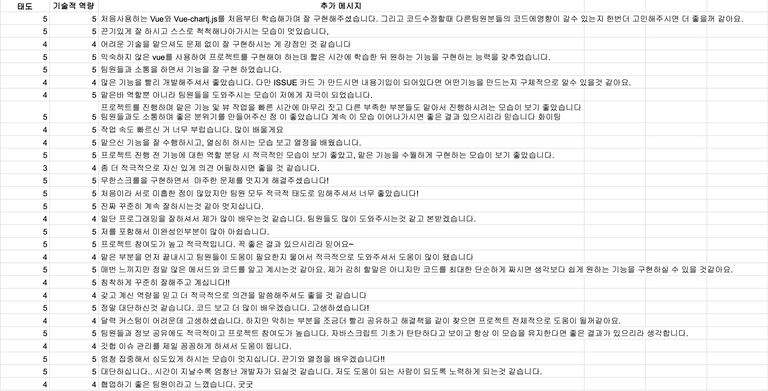 태도 기술적 역량 추가 메시지
5 5 처음사용하는 Vue와 Vue-chartj.js를 처음부터 학습해가며 잘 구현해주셨습니다. 그리고 코드수정할때 다른팀원분들의 코드에영향이 갈수 있는지 한번더 고민해주시면 더 좋을꺼 같아요.
5 5 끈기있게 잘 하시고 스스로 척척해나아가시는 모습이 멋있습니다,
4 4 어려운 기술을 맡으셔도 문제 없이 잘 구현하시는 게 강점인 것 같습니다
5 5 익숙하지 않은 vue를 사용하여 프로젝트를 구현해야 하는데 짧은 시간에 학습한 뒤 원하는 기능을 구현하는 능력을 갖추었습니다.
5 5 팀원들과 소통을 하면서 기능을 잘 구현 하였습니다.
4 4 많은 기능을 빨리 개발해주셔서 좋았습니다. 다만 ISSUE 카드 가 만드시면 내용기입이 되어있다면 어떤기능을 만드는지 구체적으로 알수 있을것 같아요.
5 4 맡은바 역할뿐 아니라 팀원들을 도와주시는 모습이 저에게 자극이 되었습니다.
프로젝트를 진행하며 맡은 기능 및 뷰 작업을 빠른 시간에 마무리 짓고 다른 부족한 부분들도 맡아서 진행하시려는 모습이 보기 좋았습니다
5 5 팀원들과도 소통하며 좋은 분위기를 만들어주신 점 이 좋았습니다 계속 이 모습 이어나가시면 좋은 결과 있으시리라 믿습니다 화이팅
4 5 작업 속도 빠르신 거 너무 부럽습니다. 많이 배울게요
4 4 맡으신 기능을 잘 수행하시고, 열심히 하시는 모습 보고 열정을 배웠습니다.
5 5 프로젝트 진행 전 기능에 대한 역할 분담 시 적극적인 모습이 보기 좋았고, 맡은 기능을 수월하게 구현하는 모습이 보기 좋았습니다.
3 4 좀 더 적극적으로 자신 있게 의견 어필하시면 좋을 것 같습니다.
5 5 무한스크롤을 구현하면서 마주한 문제를 멋지게 해결주셨습니다!
5 5 처음이라 서로 미흡한 점이 많았지만 팀원 모두 적극적 태도로 임해주셔서 너무 좋았습니다!
5 5 진짜 꾸준히 계속 잘하시는것 같아 멋지십니다.
4 4 일단 프로그래밍을 잘하셔서 제가 많이 배우는것 같습니다. 팀원들도 많이 도와주시는것 같고 본받겠습니다.
5 5 저를 포함해서 미완성인부분이 많아 아쉽습니다.
5 5 프로젝트 참여도가 높고 적극적입니다. 꼭 좋은 결과 있으시리라 믿어요~
4 4 맡은 부분을 먼저 끝내시고 팀원들이 도움이 필요한지 물어서 적극적으로 도와주셔서 도움이 많이 됐습니다
5 5 매번 느끼지만 정말 많은 메서드와 코드를 알고 계시는것 같아요. 제가 감히 할말은 아니지만 코드를 최대한 단순하게 짜시면 생각보다 쉽게 원하는 기능을 구현하실 수 있을 것같아요.
4 4 침착하게 꾸준히 잘해주고 계십니다!!
4 4 갖고 계신 역량을 믿고 더 적극적으로 의견을 말씀해주셔도 좋을 것 같습니다
5 5 정말 대단하신것 같습니다. 코드 보고 더 많이 배우겠습니다. 고생하셨습니다!
4 4 달력 커스텀이 어려운데 고생하셨습니다. 하지만 막히는 부분을 조금더 빨리 공유하고 해결책을 같이 찾으면 프로젝트 전체적으로 도움이 될꺼같아요.
5 5 팀원들과 정보 공유에도 적극적이고 프로젝트 참여도가 높습니다. 자바스크립트 기초가 탄탄하다고 보이고 항상 이 모습을 유지한다면 좋은 결과가 있으리라 생각합니다.
4 4 깃헙 이슈 관리를 제일 꼼꼼하게 하셔서 도움이 됩니다.
5 5 엄청 집중해서 심도있게 하시는 모습이 멋지십니다. 끈기와 열정을 배우겠습니다!!
5 4 대단하십니다.. 시간이 지날수록 엄청난 개발자가 되실것 같습니다. 저도 도움이 되는 사람이 되도록 노력하게 되는것 같습니다.
4 4 협업하기 좋은 팀원이라고 느꼈습니다. 굿굿